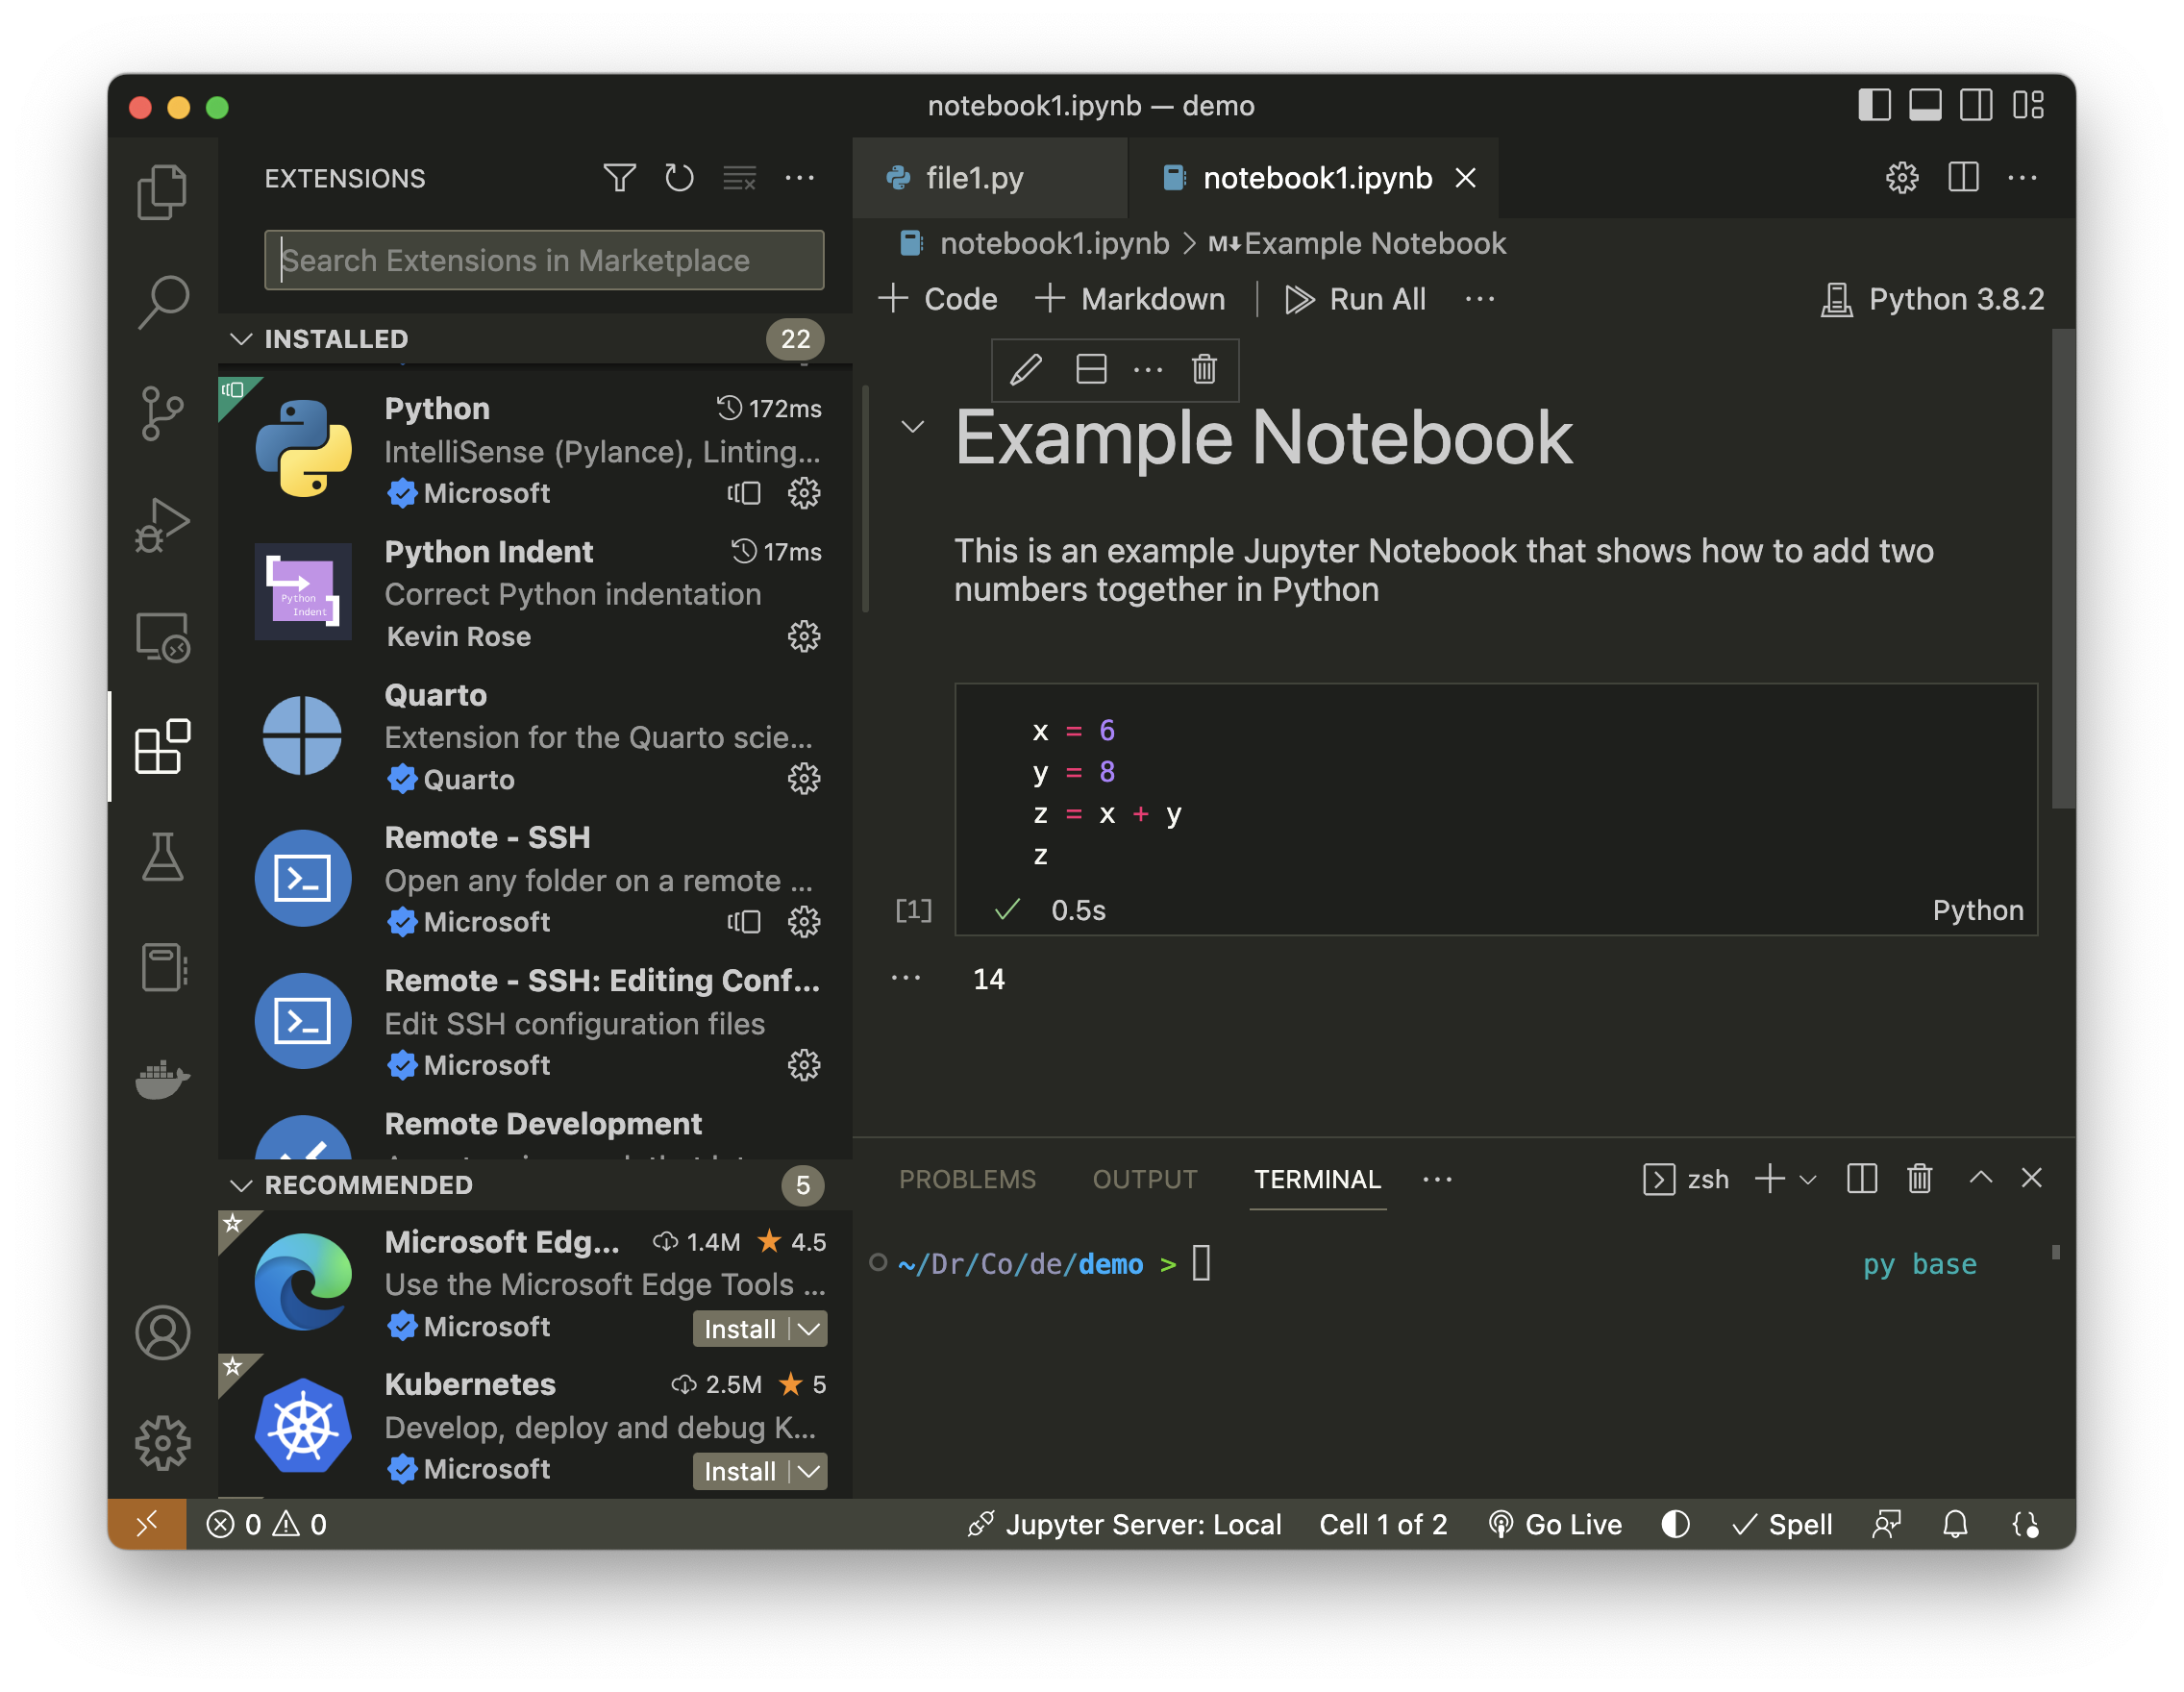 notebook1.ipynb — demo
EXTENSIONS
Search Extensions in Marketplace
INSTALLED 22
Python 172ms
IntelliSense (Pylance), Linting...
Microsoft
Python Indent 17ms
Python
Indent
Correct Python indentation
Kevin Rose
Quarto
Extension for the Quarto scie...
Quarto
Remote - SSH
Open any folder on a remote ...
Microsoft
Remote - SSH: Editing Conf...
Edit SSH configuration files
Microsoft
Remote Development
RECOMMENDED 5
Microsoft Edg... 1.4M 4.5
Use the Microsoft Edge Tools ...
Microsoft Install
Kubernetes 2.5M 5
Develop, deploy and debug K...
Microsoft Install
file1.py notebook1.ipynb
notebook1.ipynb > M↓Example Notebook
+ Code + Markdown Run All ... Python 3.8.2
Example Notebook
This is an example Jupyter Notebook that shows how to add two
numbers together in Python
x = 6
y = 8
z = x + y
z
[1] 0.5s Python
... 14
PROBLEMS OUTPUT TERMINAL ... zsh
~/Dr/Co/de/demo > py base
0 0 Jupyter Server: Local Cell 1 of 2 Go Live Spell